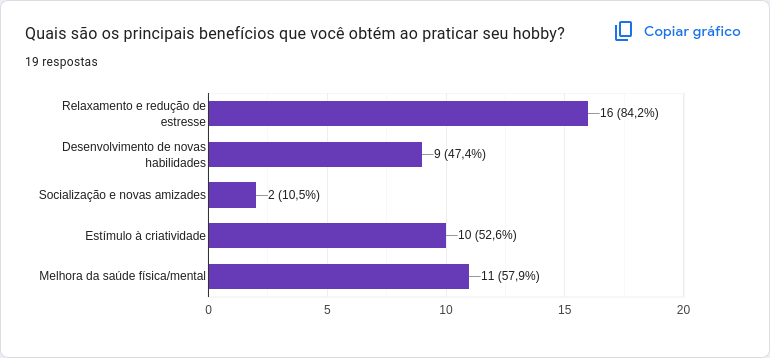 Quais são os principais benefícios que você obtém ao praticar seu hobby?
Copiar gráfico
19 respostas
Relaxamento e redução de
estresse
16 (84,2%)
Desenvolvimento de novas
habilidades
9 (47,4%)
Socialização e novas amizades
2 (10,5%)
Estímulo à criatividade
10 (52,6%)
Melhora da saúde física/mental
11 (57,9%)
0 5 10 15 20